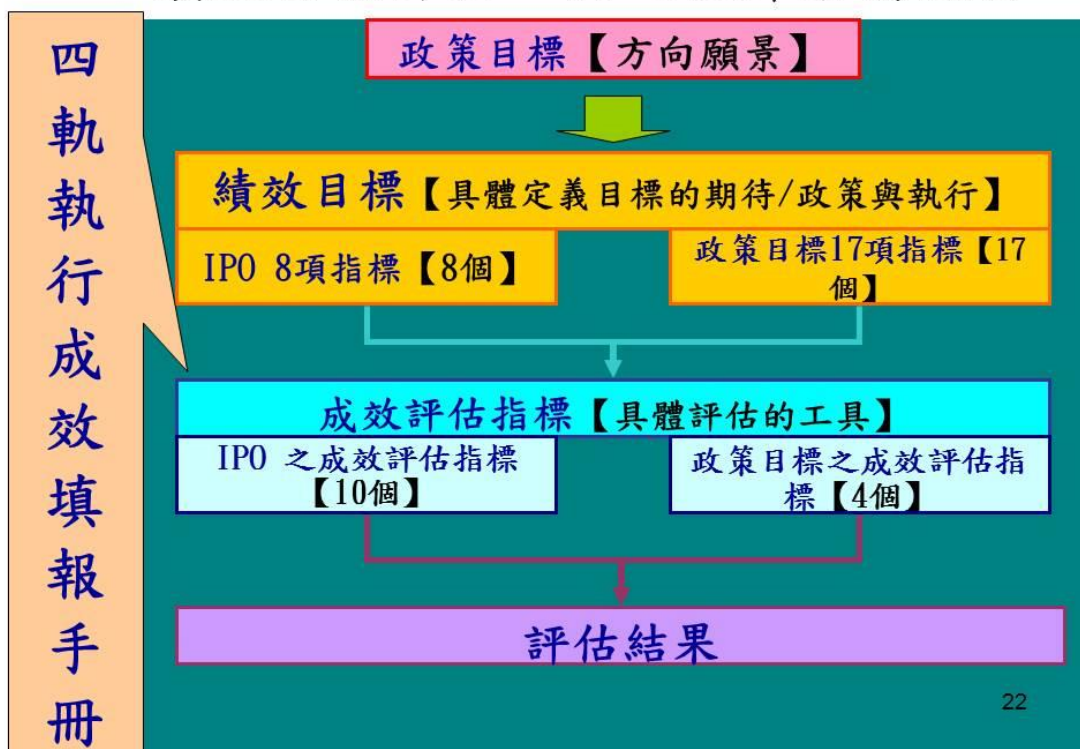 四軌執行成效填報手冊
政策目標【方向願景】
績效目標【具體定義目標的期待/政策與執行】
IPO 8項指標【8個】
政策目標17項指標【17
個】
成效評估指標【具體評估的工具】
IPO 之成效評估指標
【10個】
政策目標之成效評估指
標【4個】
評估結果
22